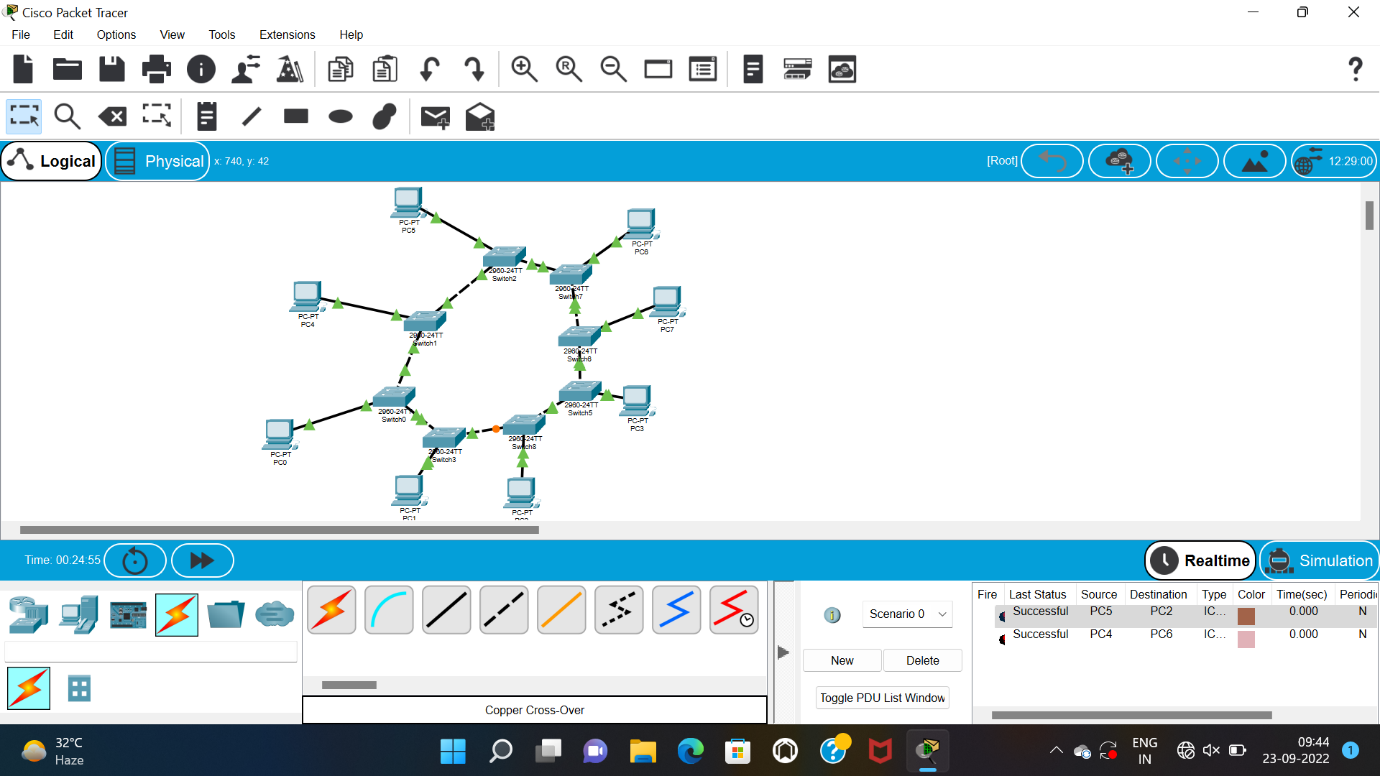 Cisco Packet Tracer
File Edit Options View Tools Extensions Help
Logical Physical x: 740, y: 42 [Root] 12:29:00
PC-PT
PC5
PC-PT
PC6
2960-24TT
Switch2
2960-24TT
Switch7
PC-PT
PC4
PC-PT
PC7
2960-24TT
Switch1
2960-24TT
Switch6
2960-24TT
Switch0
2960-24TT
Switch5
PC-PT
PC3
2960-24TT
Switch3
2960-24TT
Switch8
PC-PT
PC0
PC-PT
PC1
PC-PT
Time: 00:24:55 Realtime Simulation
Scenario 0
New Delete
Toggle PDU List Window
Fire Last Status Source Destination Type Color Time(sec) Periodi
Successful PC5 PC2 IC... 0.000 N
Successful PC4 PC6 IC... 0.000 N
Copper Cross-Over
32°C
Haze
ENG
IN
09:44
23-09-2022
1